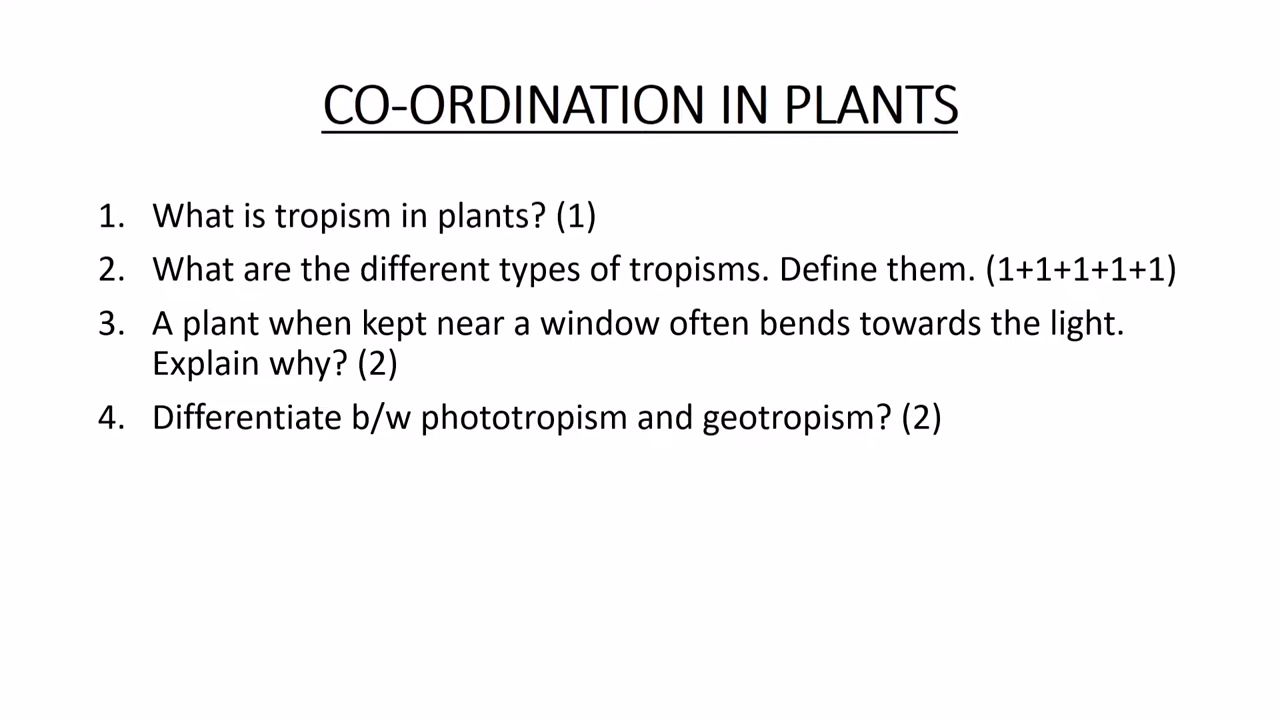 CO-ORDINATION IN PLANTS
1. What is tropism in plants? (1)
2. What are the different types of tropisms. Define them. (1+1+1+1+1)
3. A plant when kept near a window often bends towards the light.
Explain why? (2)
4. Differentiate b/w phototropism and geotropism? (2)